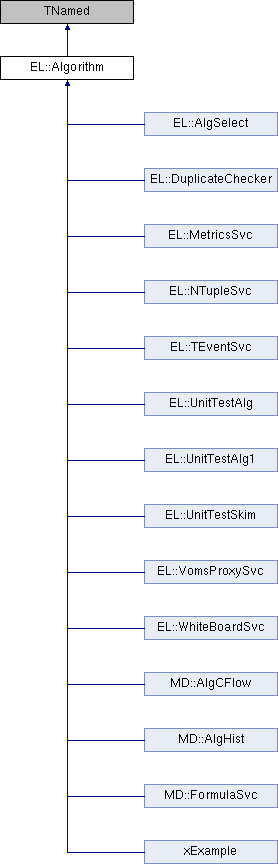 TNamed
EL::Algorithm
EL::AlgSelect
EL::DuplicateChecker
EL::MetricsSvc
EL::NTupleSvc
EL::TEventSvc
EL::UnitTestAlg
EL::UnitTestAlg1
EL::UnitTestSkim
EL::VomsProxySvc
EL::WhiteBoardSvc
MD::AlgCFlow
MD::AlgHist
MD::FormulaSvc
xExample